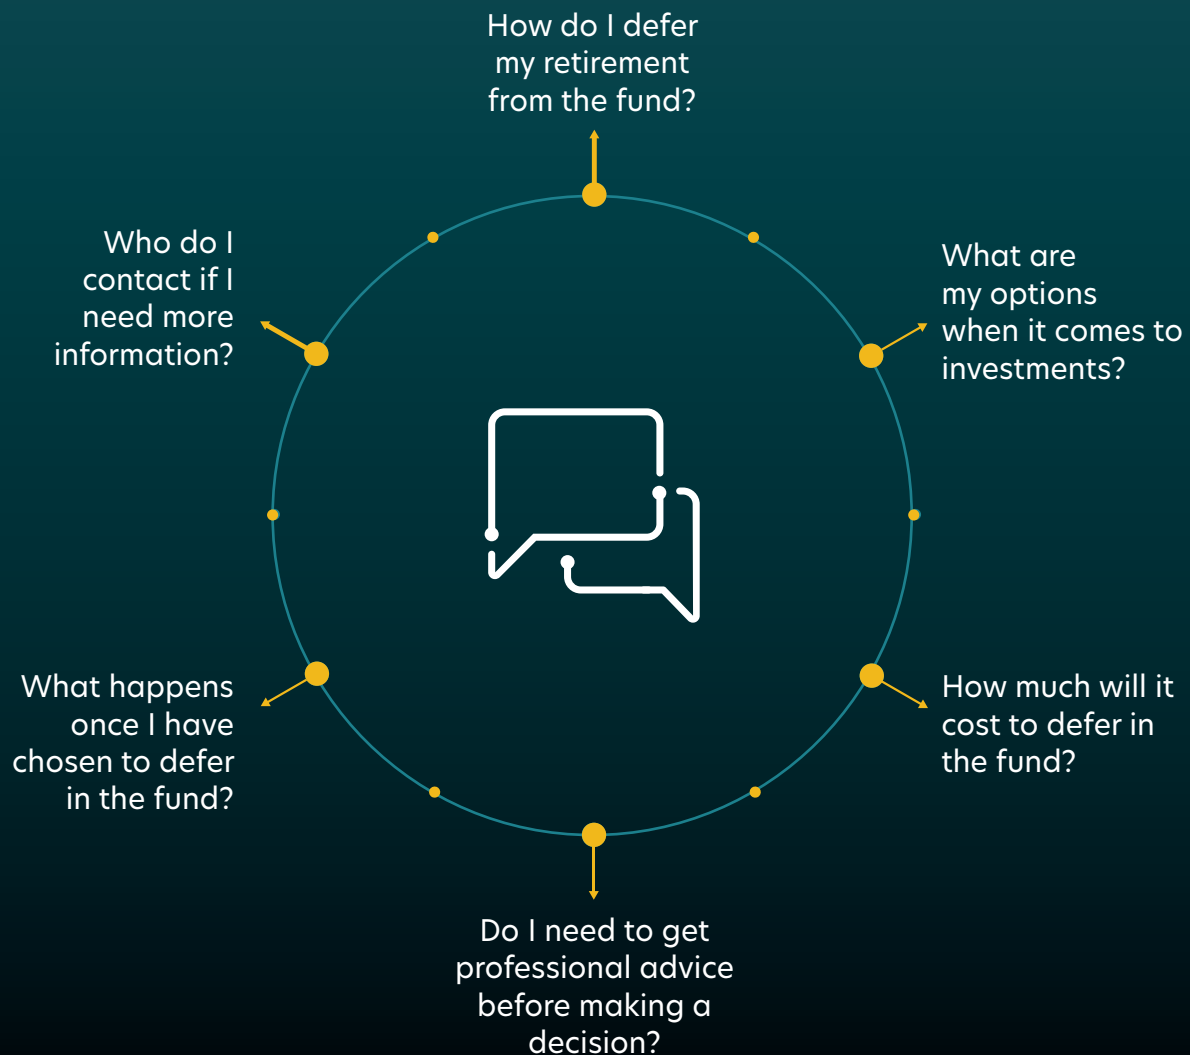 How do I defer
my retirement
from the fund?
What are
my options
when it comes to
investments?
How much will it
cost to defer in
the fund?
Do I need to get
professional advice
before making a
decision?
What happens
once I have
chosen to defer
in the fund?
Who do I
contact if I
need more
information?